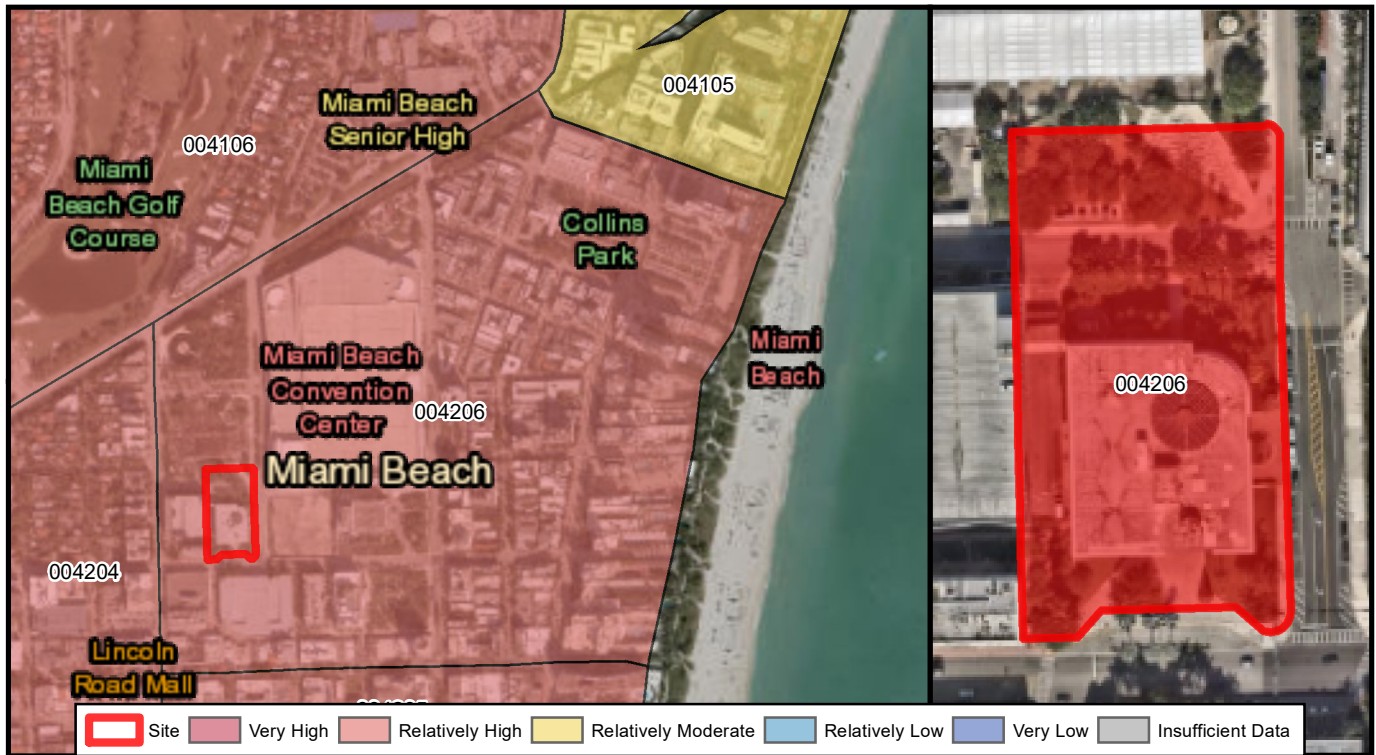 004105
Miami Beach
Senior High
004106
Miami
Beach Golf
Course
Collins
Park
Miami
Beach
Miami Beach
Convention
Center
004206
Miami Beach
004204
Lincoln
Road Mall
004206
Site
Very High
Relatively High
Relatively Moderate
Relatively Low
Very Low
Insufficient Data